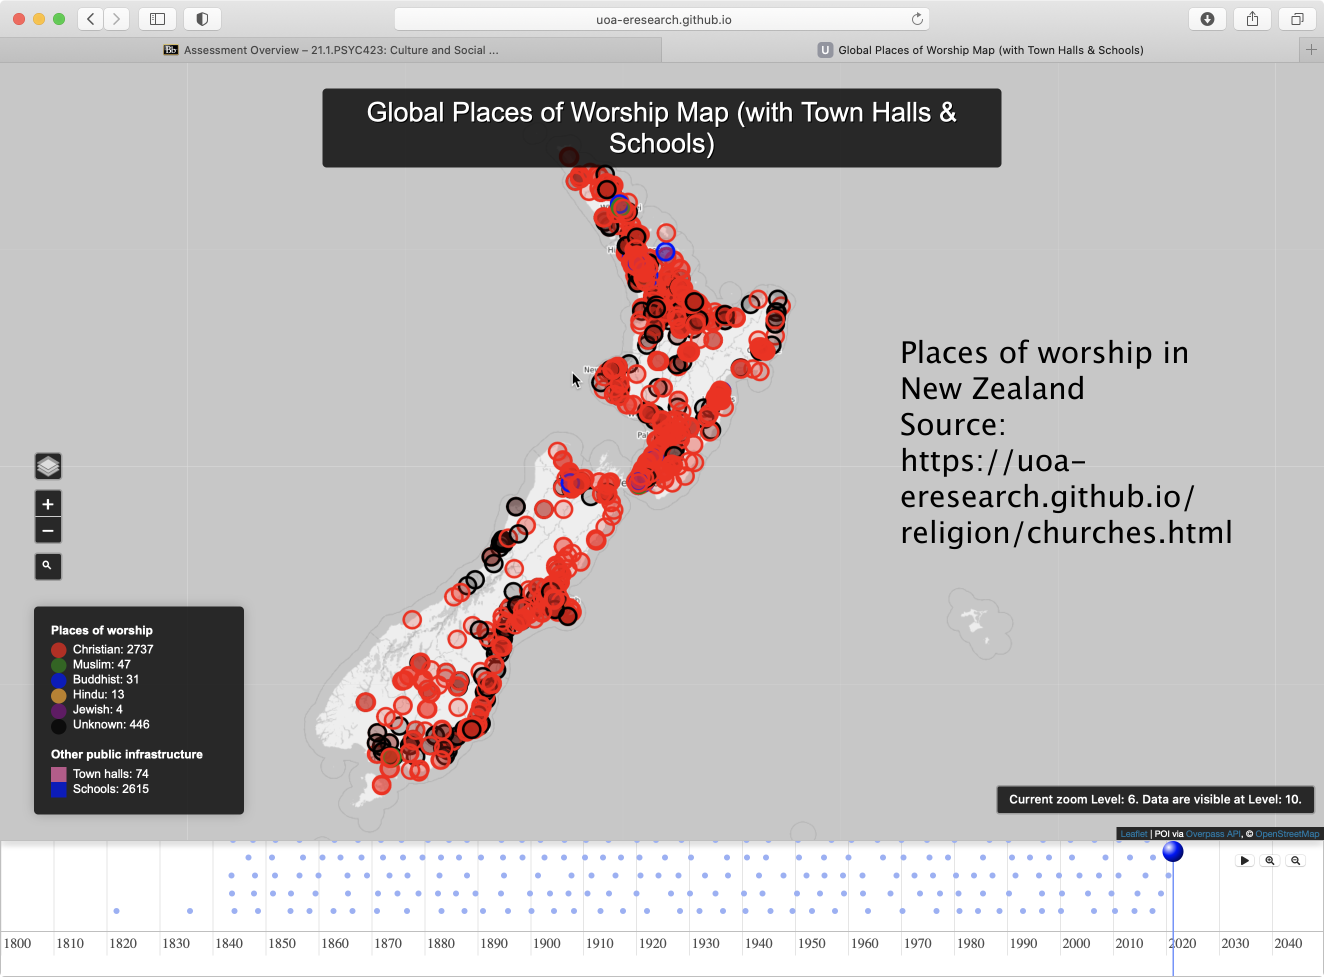 uoa-eresearch.github.io
Assessment Overview – 21.1.PSYC423: Culture and Social ...
Global Places of Worship Map (with Town Halls & Schools)
Global Places of Worship Map (with Town Halls &
Schools)
Places of worship in
New Zealand
Source:
https://uoa-
eresearch.github.io/
religion/churches.html
Places of worship
Christian: 2737
Muslim: 47
Buddhist: 31
Hindu: 13
Jewish: 4
Unknown: 446
Other public infrastructure
Town halls: 74
Schools: 2615
Current zoom Level: 6. Data are visible at Level: 10.
Leaflet | POI via Overpass API, © OpenStreetMap
1800 1810 1820 1830 1840 1850 1860 1870 1880 1890 1900 1910 1920 1930 1940 1950 1960 1970 1980 1990 2000 2010 2020 2030 2040